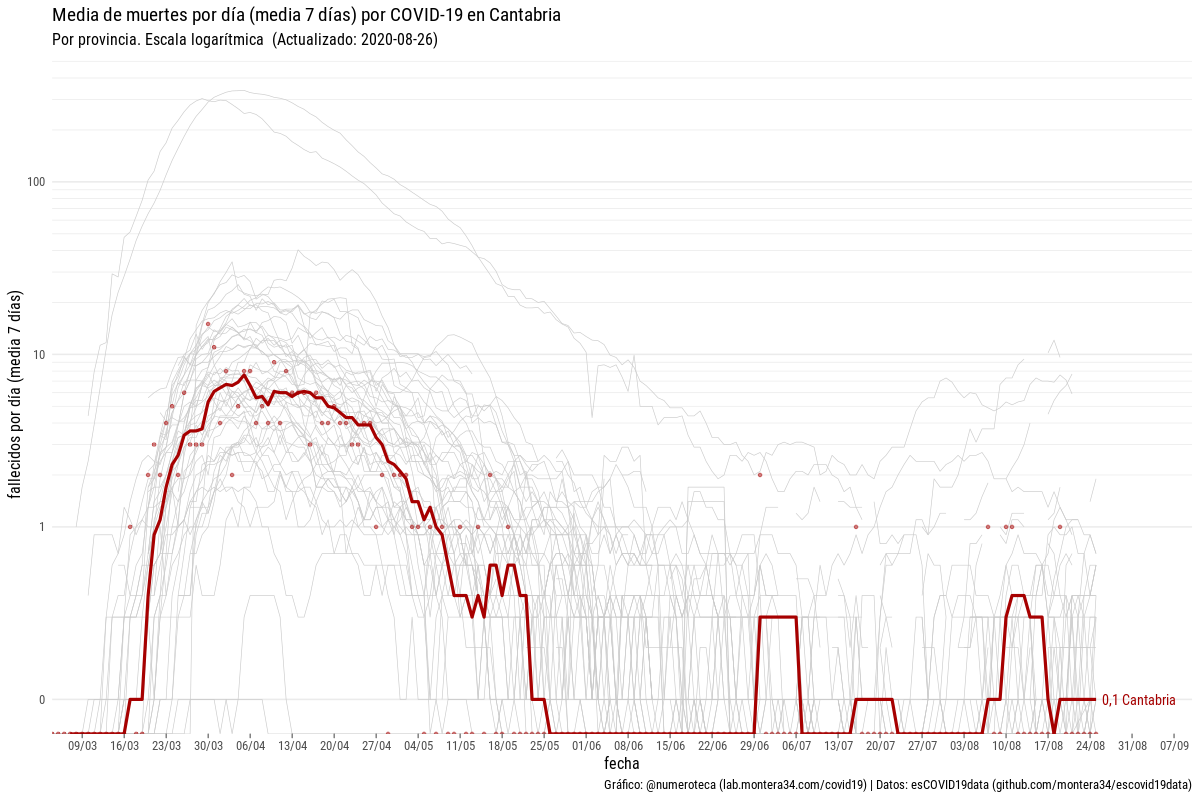 Media de muertes por día (media 7 días) por COVID-19 en Cantabria
Por provincia. Escala logarítmica (Actualizado: 2020-08-26)
fallecidos por día (media 7 días)
100
10
1
0
0,1 Cantabria
09/03 16/03 23/03 30/03 6/04 13/04 20/04 27/04 4/05 11/05 18/05 25/05 01/06 08/06 15/06 22/06 29/06 06/07 13/07 20/07 27/07 03/08 10/08 17/08 24/08 31/08 07/09
fecha
Gráfico: @numeroteca (lab.montera34.com/covid19) | Datos: esCOVID19data (github.com/montera34/escovid19data)